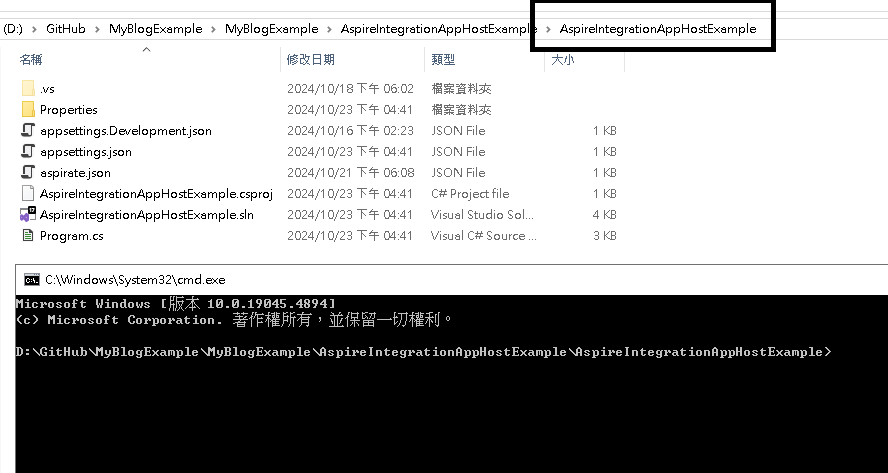 (D:) › GitHub › MyBlogExample › MyBlogExample › AspireIntegrationAppHostExample › AspireIntegrationAppHostExample
名稱 修改日期 類型 大小
.vs 2024/10/18 下午 06:02 檔案資料夾
Properties 2024/10/23 下午 04:41 檔案資料夾
appsettings.Development.json 2024/10/16 下午 02:23 JSON File 1 KB
appsettings.json 2024/10/23 下午 04:41 JSON File 1 KB
aspirate.json 2024/10/21 下午 06:08 JSON File 1 KB
AspireIntegrationAppHostExample.csproj 2024/10/23 下午 04:41 C# Project file 1 KB
AspireIntegrationAppHostExample.sln 2024/10/23 下午 04:41 Visual Studio Sol... 4 KB
Program.cs 2024/10/23 下午 04:41 Visual C# Source ... 3 KB
C:\Windows\System32\cmd.exe
Microsoft Windows [版本 10.0.19045.4894]
(c) Microsoft Corporation. 著作權所有，並保留一切權利。
D:\GitHub\MyBlogExample\MyBlogExample\AspireIntegrationAppHostExample\AspireIntegrationAppHostExample>